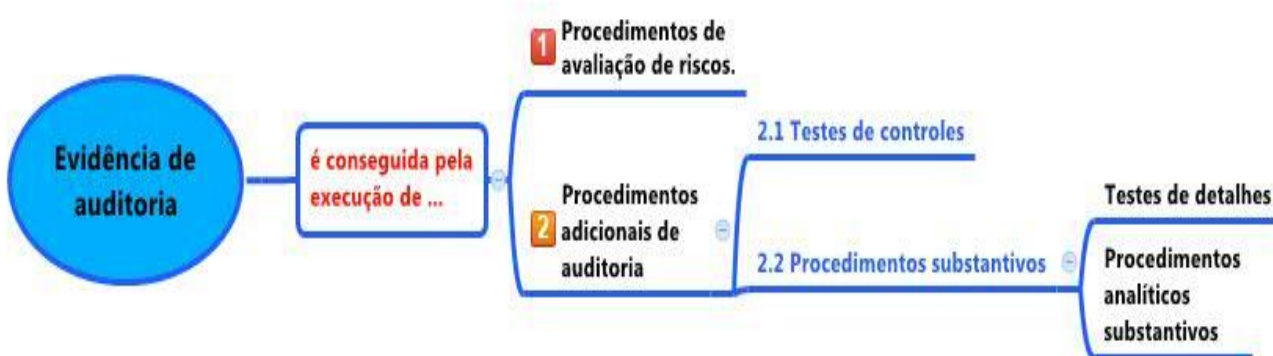 Evidência de
auditoria
é conseguida pela
execução de ...
1
Procedimentos de
avaliação de riscos.
2
Procedimentos
adicionais de
auditoria
2.1 Testes de controles
2.2 Procedimentos substantivos
Testes de detalhes
Procedimentos
analíticos
substantivos